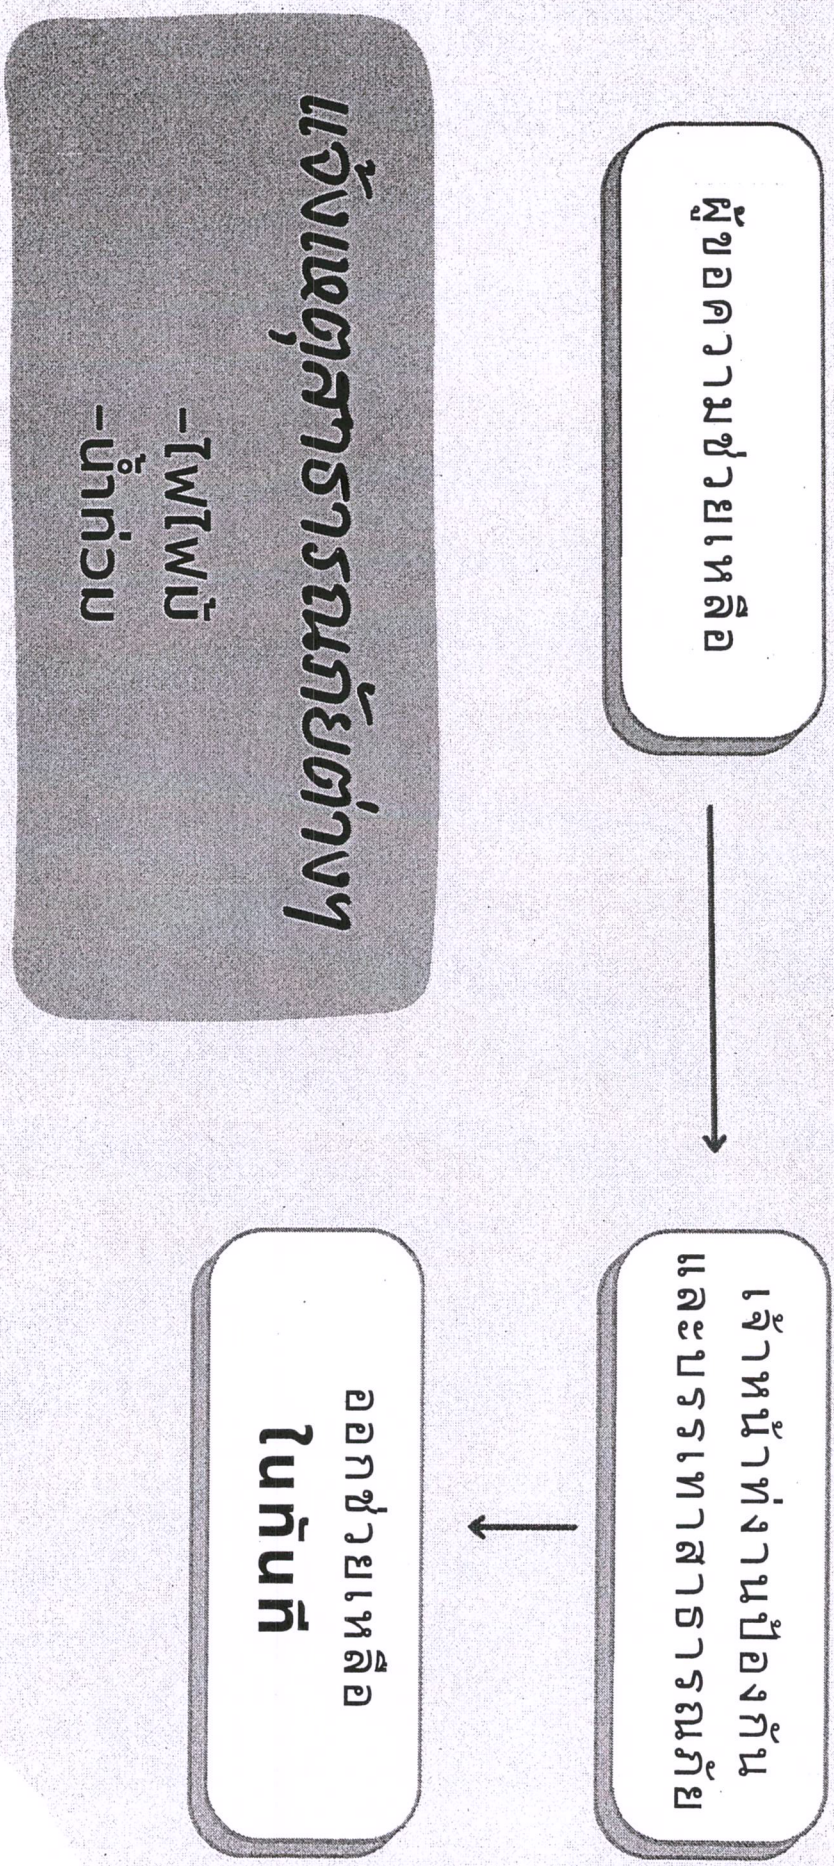 ผู้ขอความช่วยเหลือ
เจ้าหน้าที่งานป้องกัน
และบรรเทาสาธารณภัย
ออกช่วยเหลือ
ในทันที
แจ้งเหตุสาธารณภัยต่างๆ
-ไฟไหม้
-น้ำท่วม